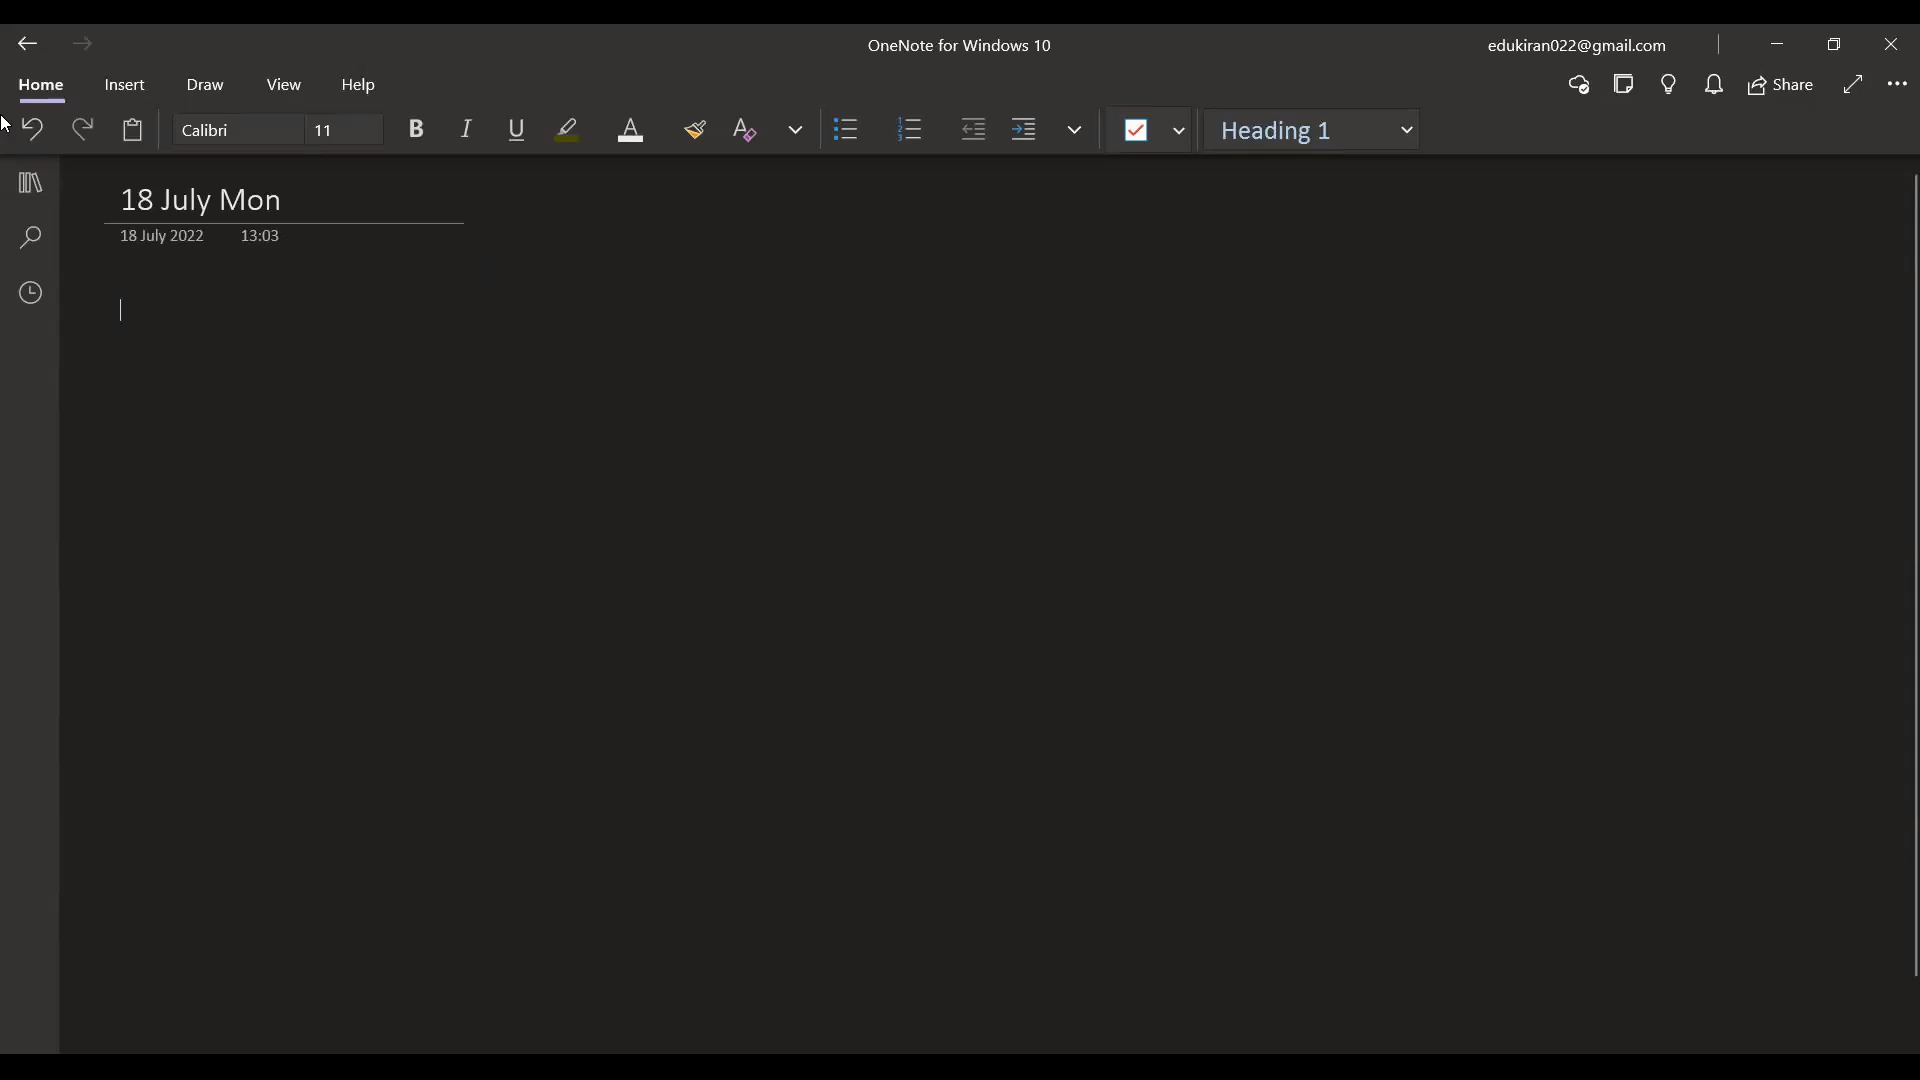 OneNote for Windows 10
edukiran022@gmail.com
Home Insert Draw View Help
Share
Calibri 11 B I U A A Heading 1
18 July Mon
18 July 2022 13:03